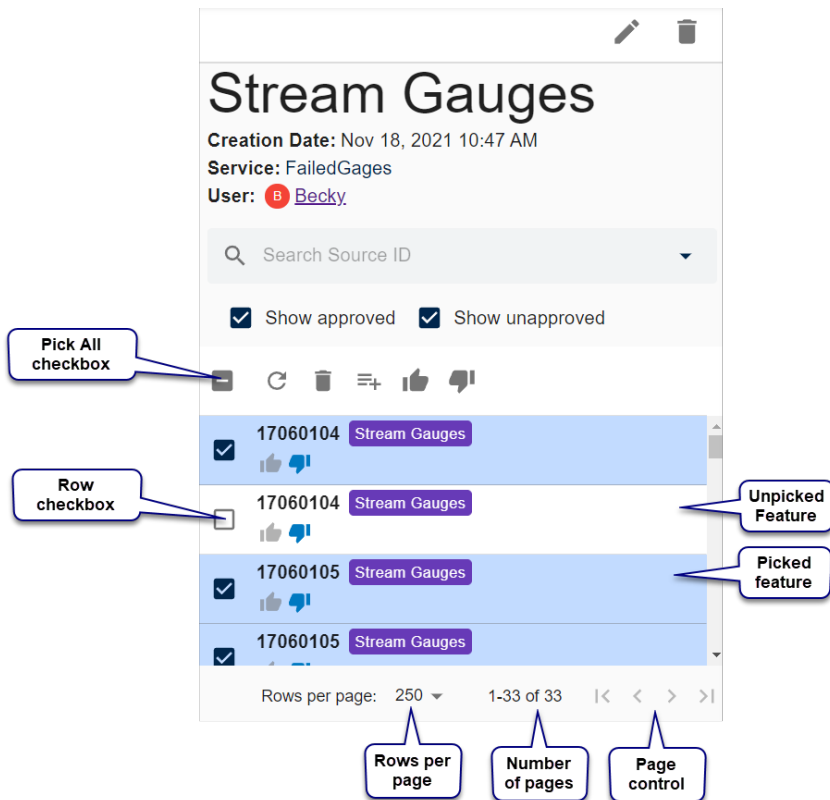 Stream Gauges
Creation Date: Nov 18, 2021 10:47 AM
Service: FailedGages
User: B Becky
Search Source ID
Show approved Show unapproved
Pick All
checkbox
17060104 Stream Gauges
Row
checkbox
17060104 Stream Gauges
Unpicked
Feature
17060105 Stream Gauges
Picked
feature
17060105 Stream Gauges
Rows per page: 250 1-33 of 33
Rows per
page
Number
of pages
Page
control